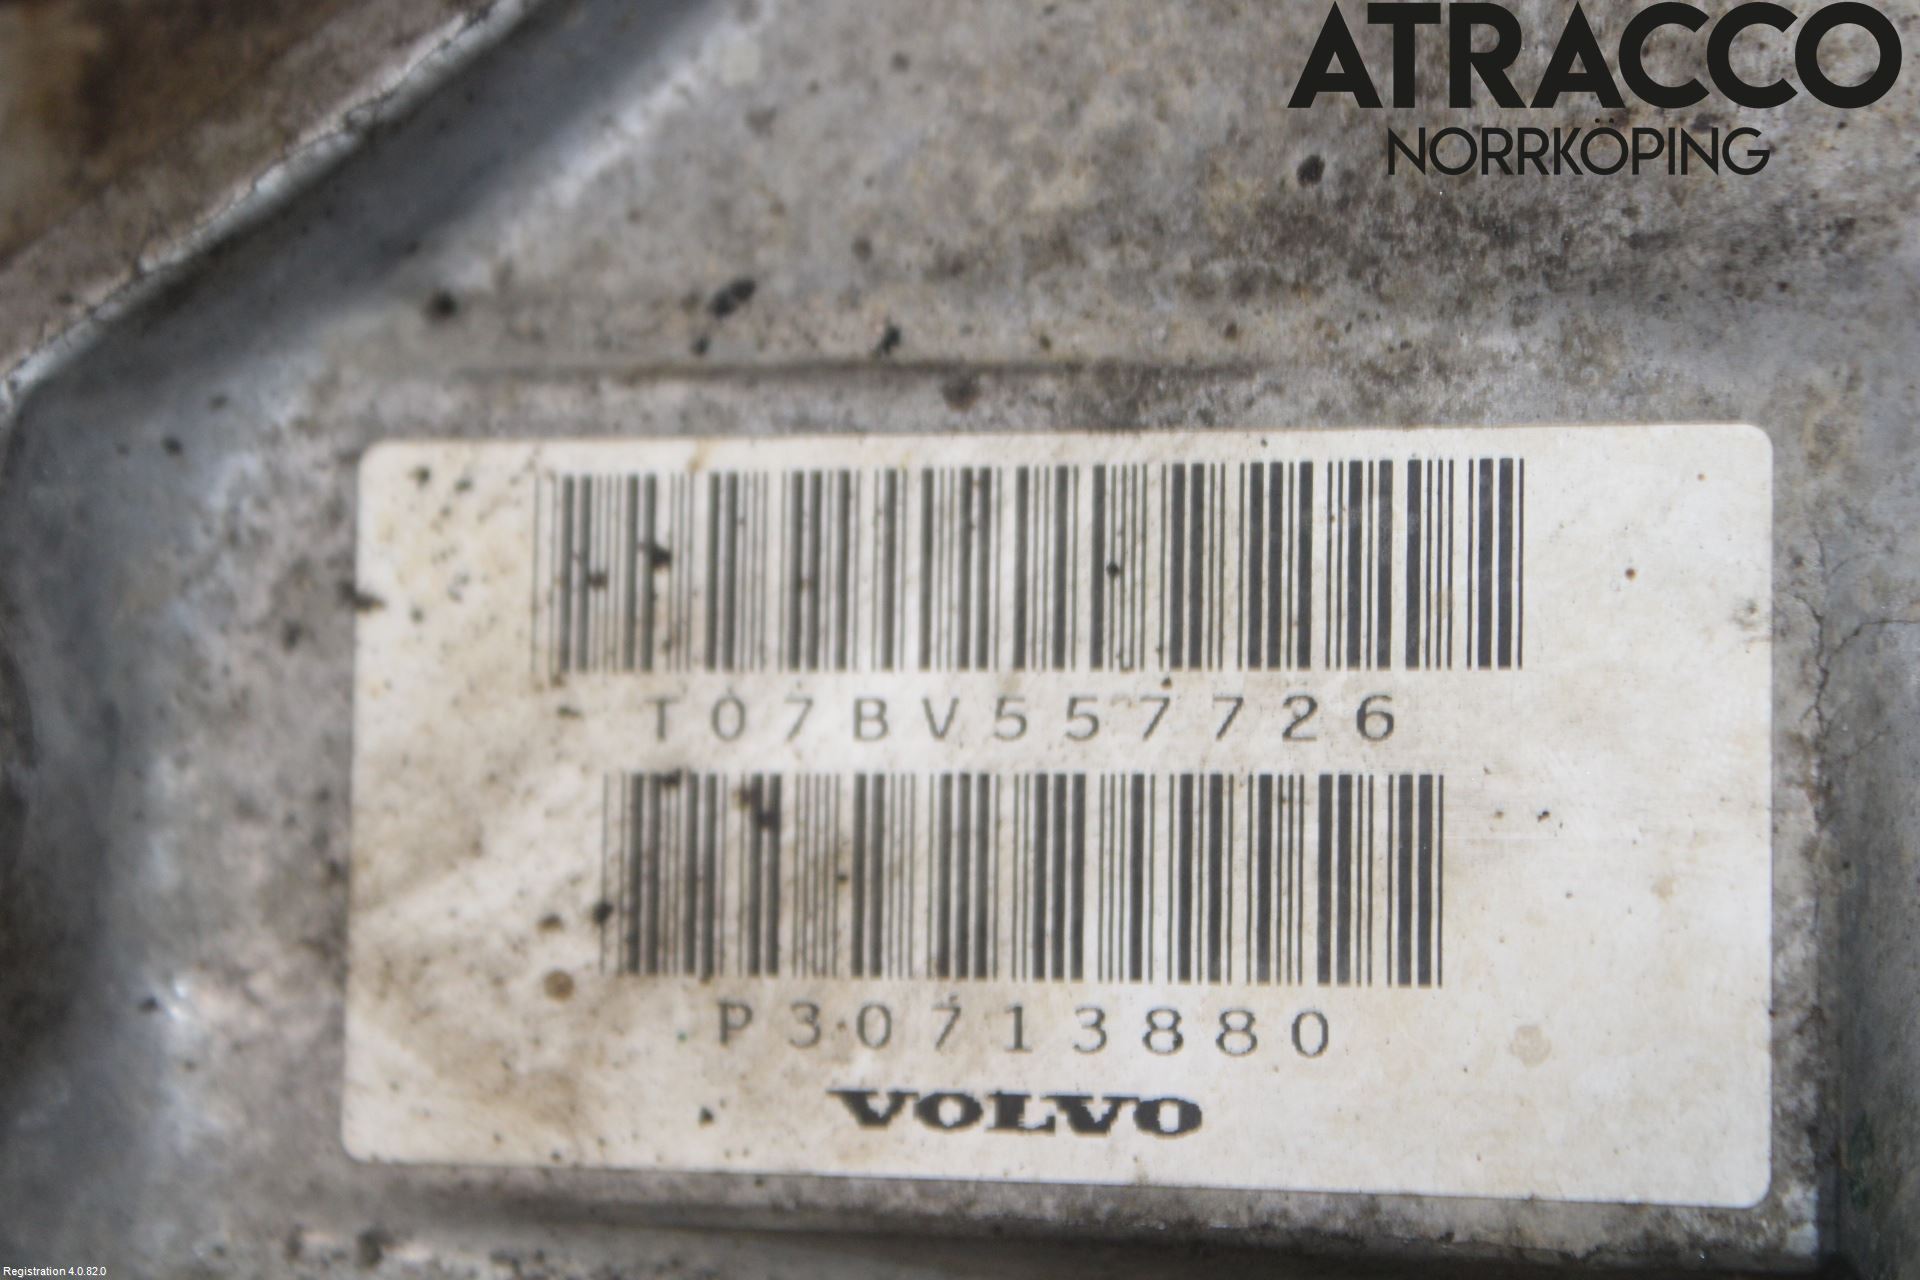 ATRACCO
NORRKÖPING
T07BV557726
P30713880
VOLVO
Registration 4.0.82.0